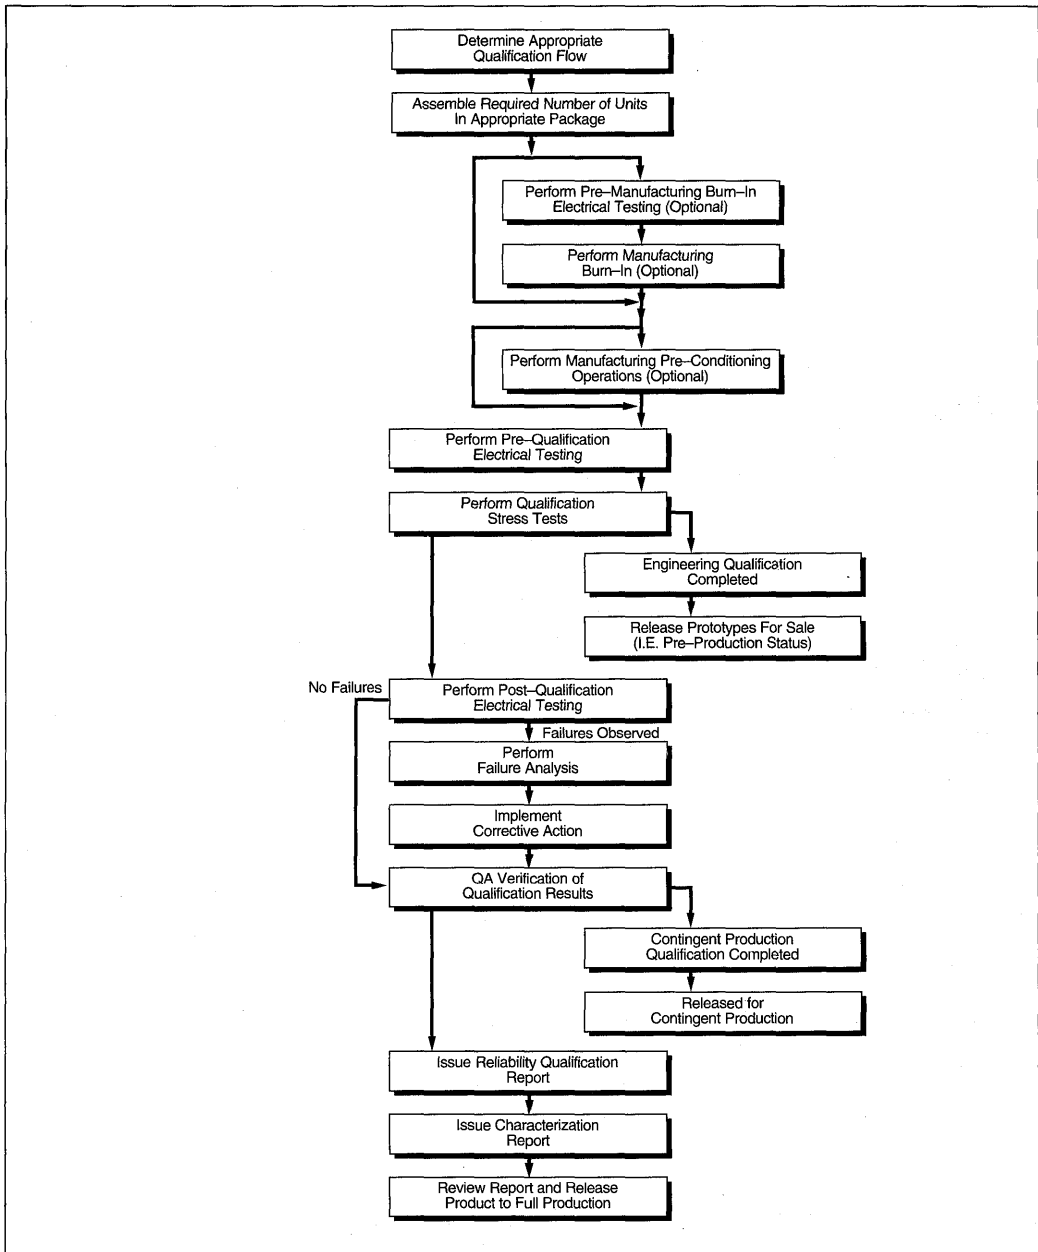 Determine Appropriate
Qualification Flow
Assemble Required Number of Units
In Appropriate Package
Perform Pre–Manufacturing Burn–In
Electrical Testing (Optional)
Perform Manufacturing
Burn–In (Optional)
Perform Manufacturing Pre–Conditioning
Operations (Optional)
Perform Pre–Qualification
Electrical Testing
Perform Qualification
Stress Tests
Engineering Qualification
Completed
Release Prototypes For Sale
(I.E. Pre–Production Status)
No Failures
Perform Post–Qualification
Electrical Testing
Failures Observed
Perform
Failure Analysis
Implement
Corrective Action
QA Verification of
Qualification Results
Contingent Production
Qualification Completed
Released for
Contingent Production
Issue Reliability Qualification
Report
Issue Characterization
Report
Review Report and Release
Product to Full Production